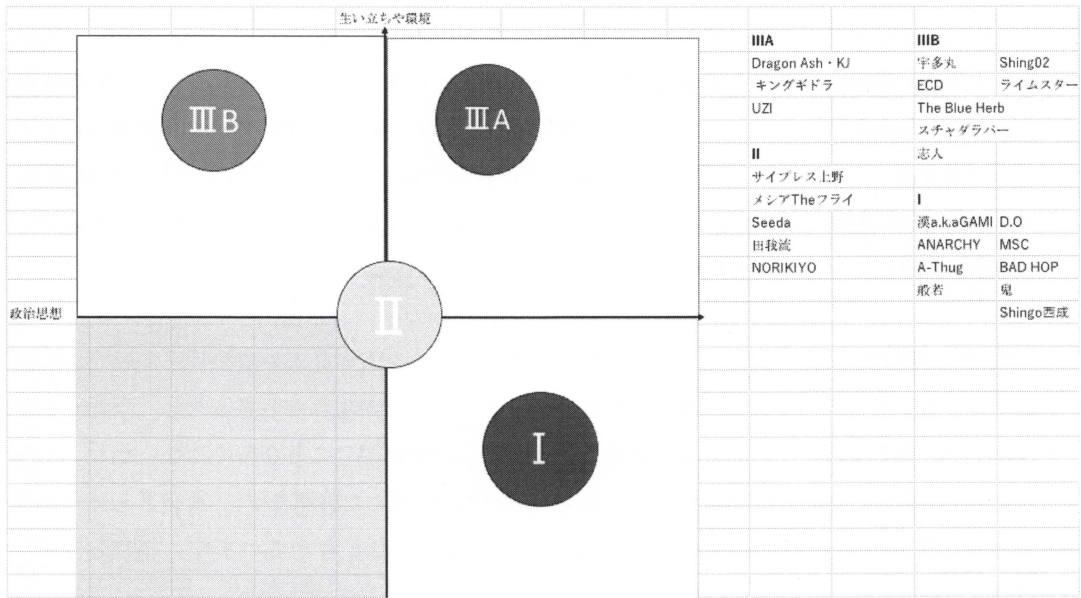 生い立ちや環境
政治思想
ⅢB
ⅢA
Ⅱ
Ⅰ
IIIA
Dragon Ash・KJ
キングギドラ
UZI
II
サイプレス上野
メシアTheフライ
Seeda
田我流
NORIKIYO
IIIB
宇多丸 Shing02
ECD ライムスター
The Blue Herb
スチャダラパー
志人
I
漢a.k.aGAMI D.O
ANARCHY MSC
A-Thug BAD HOP
般若 鬼
Shingo西成